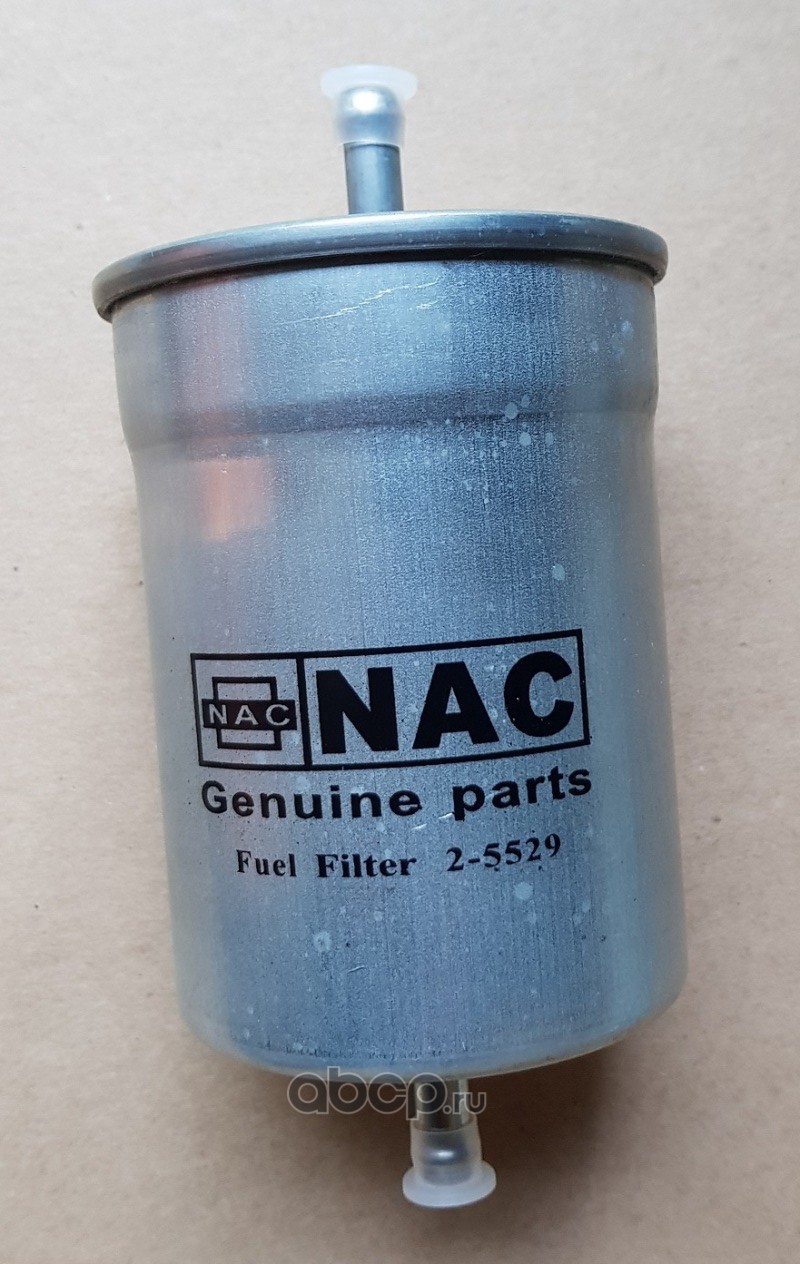 NAC NAC
Genuine parts
Fuel Filter 2-5529
abcp.ru